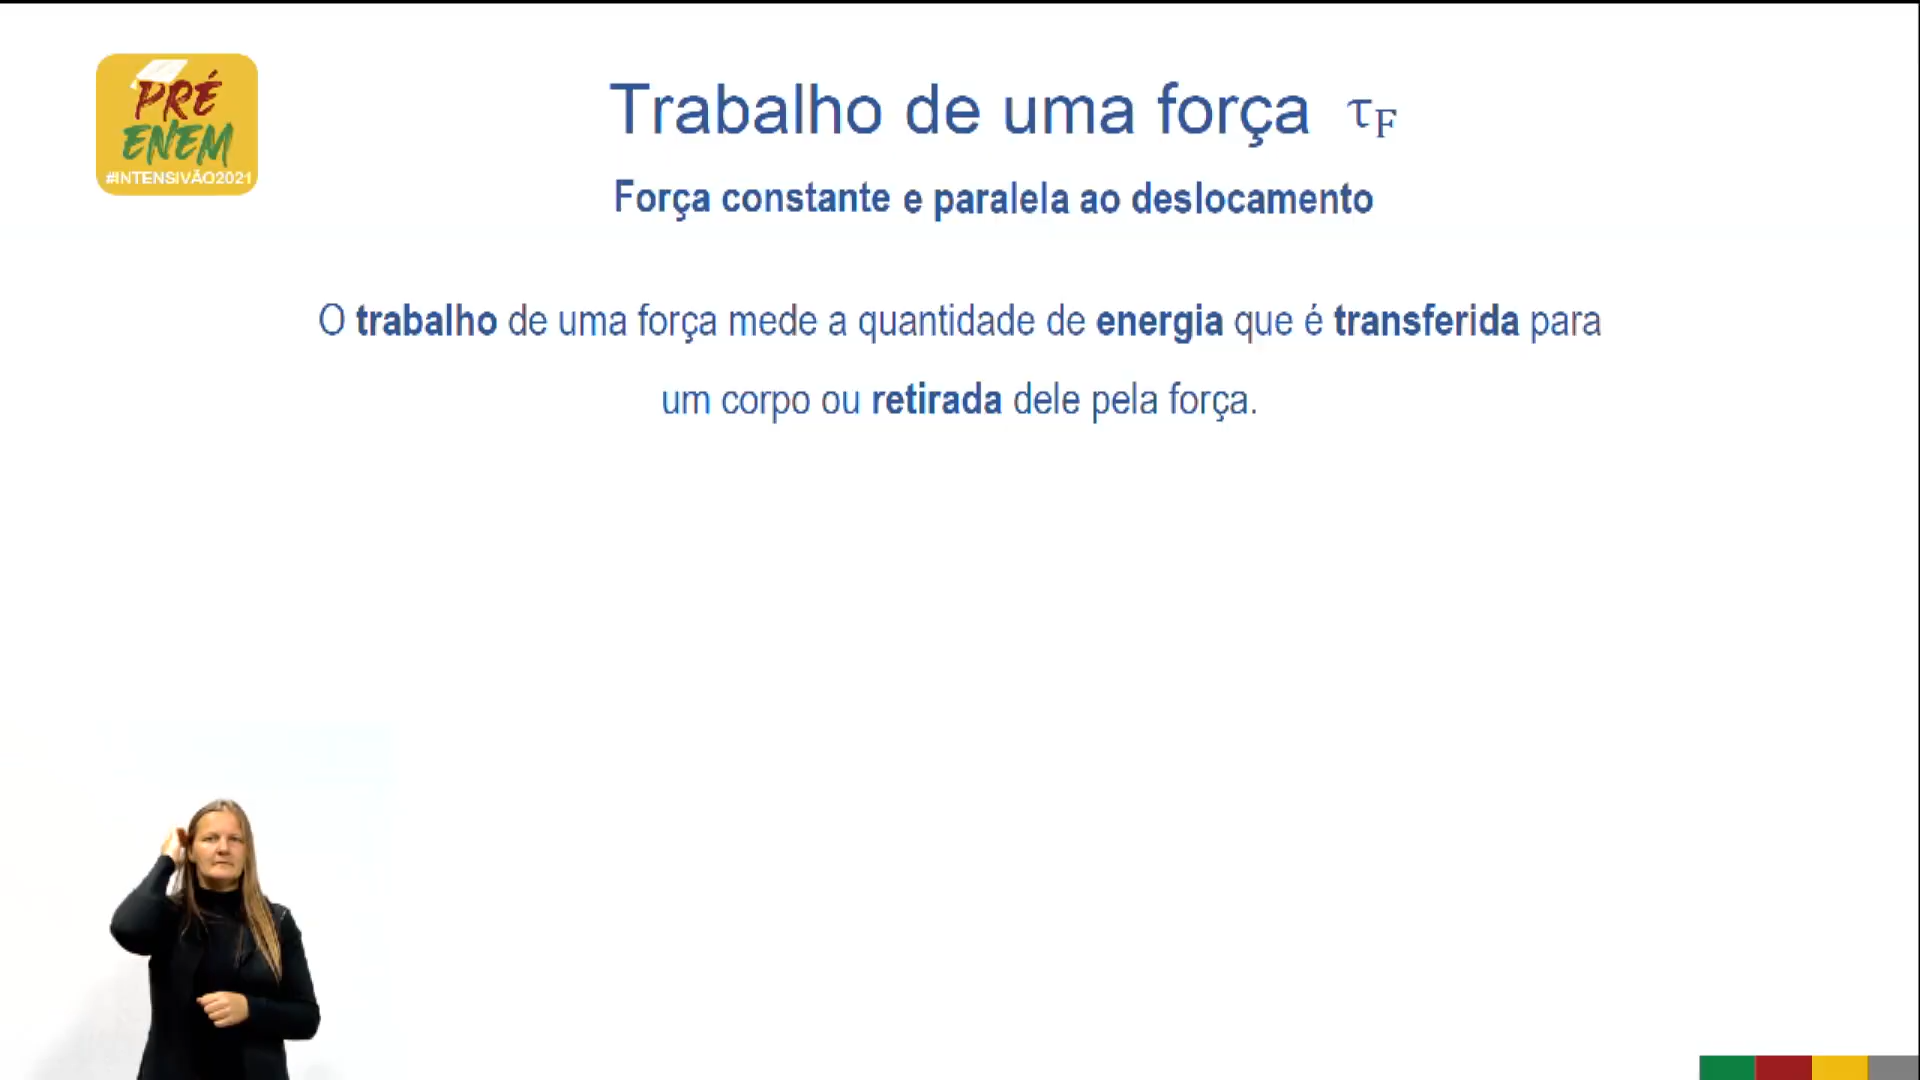 PRÉ
ENEM
#INTENSIVÃO2021
Trabalho de uma força τF
Força constante e paralela ao deslocamento
O trabalho de uma força mede a quantidade de energia que é transferida para
um corpo ou retirada dele pela força.